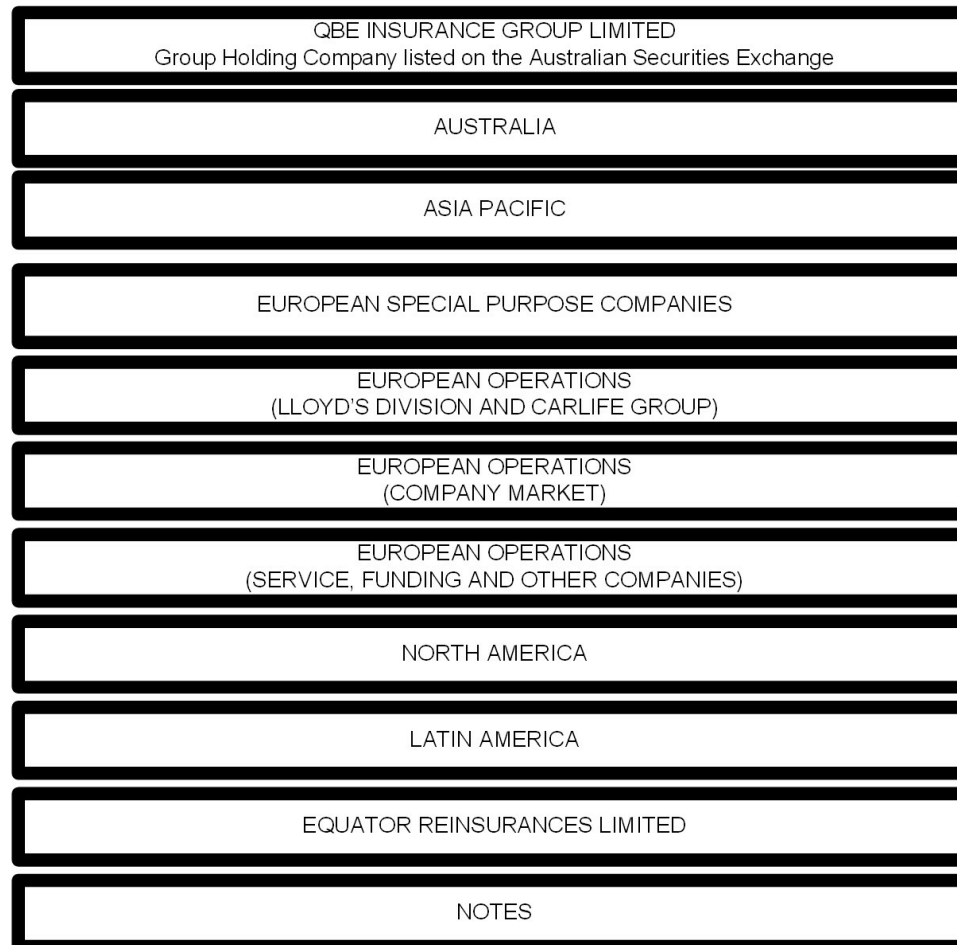 QBE INSURANCE GROUP LIMITED
Group Holding Company listed on the Australian Securities Exchange
AUSTRALIA
ASIA PACIFIC
EUROPEAN SPECIAL PURPOSE COMPANIES
EUROPEAN OPERATIONS
(LLOYD'S DIVISION AND CARLIFE GROUP)
EUROPEAN OPERATIONS
(COMPANY MARKET)
EUROPEAN OPERATIONS
(SERVICE, FUNDING AND OTHER COMPANIES)
NORTH AMERICA
LATIN AMERICA
EQUATOR REINSURANCES LIMITED
NOTES